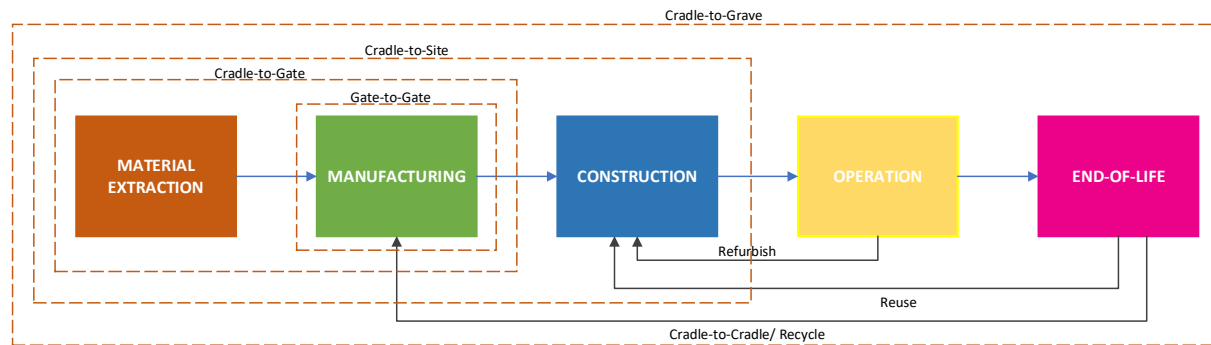 Cradle-to-Grave
Cradle-to-Site
Cradle-to-Gate
Gate-to-Gate
MATERIAL
EXTRACTION
MANUFACTURING
CONSTRUCTION
OPERATION
END-OF-LIFE
Refurbish
Reuse
Cradle-to-Cradle/ Recycle